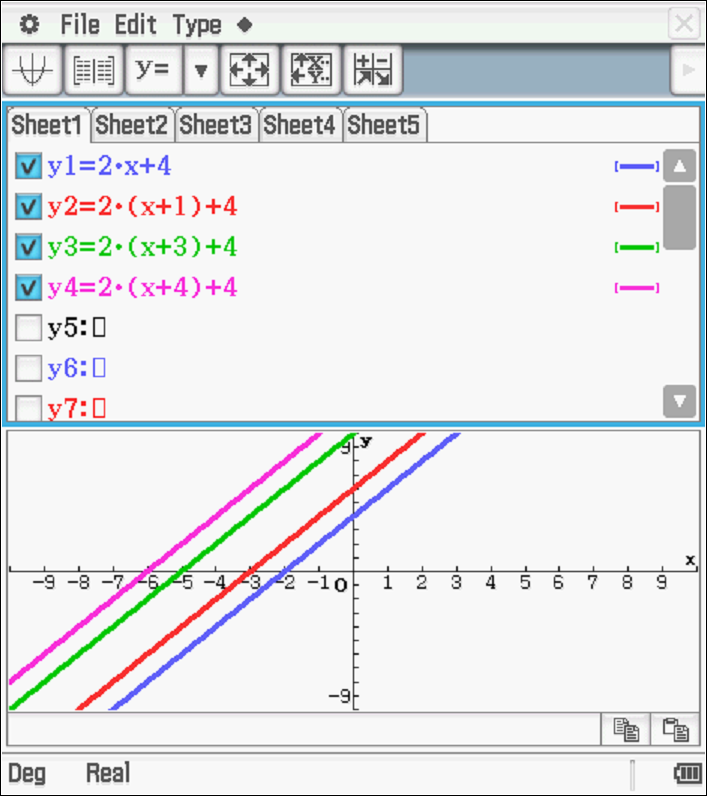 File Edit Type ◆
y=
Sheet1 Sheet2 Sheet3 Sheet4 Sheet5
y1=2·x+4
y2=2·(x+1)+4
y3=2·(x+3)+4
y4=2·(x+4)+4
y5:□
y6:□
y7:□
9 y
x
-9 -8 -7 -6 -5 -4 -3 -2 -1 O 1 2 3 4 5 6 7 8 9
-9
Deg Real